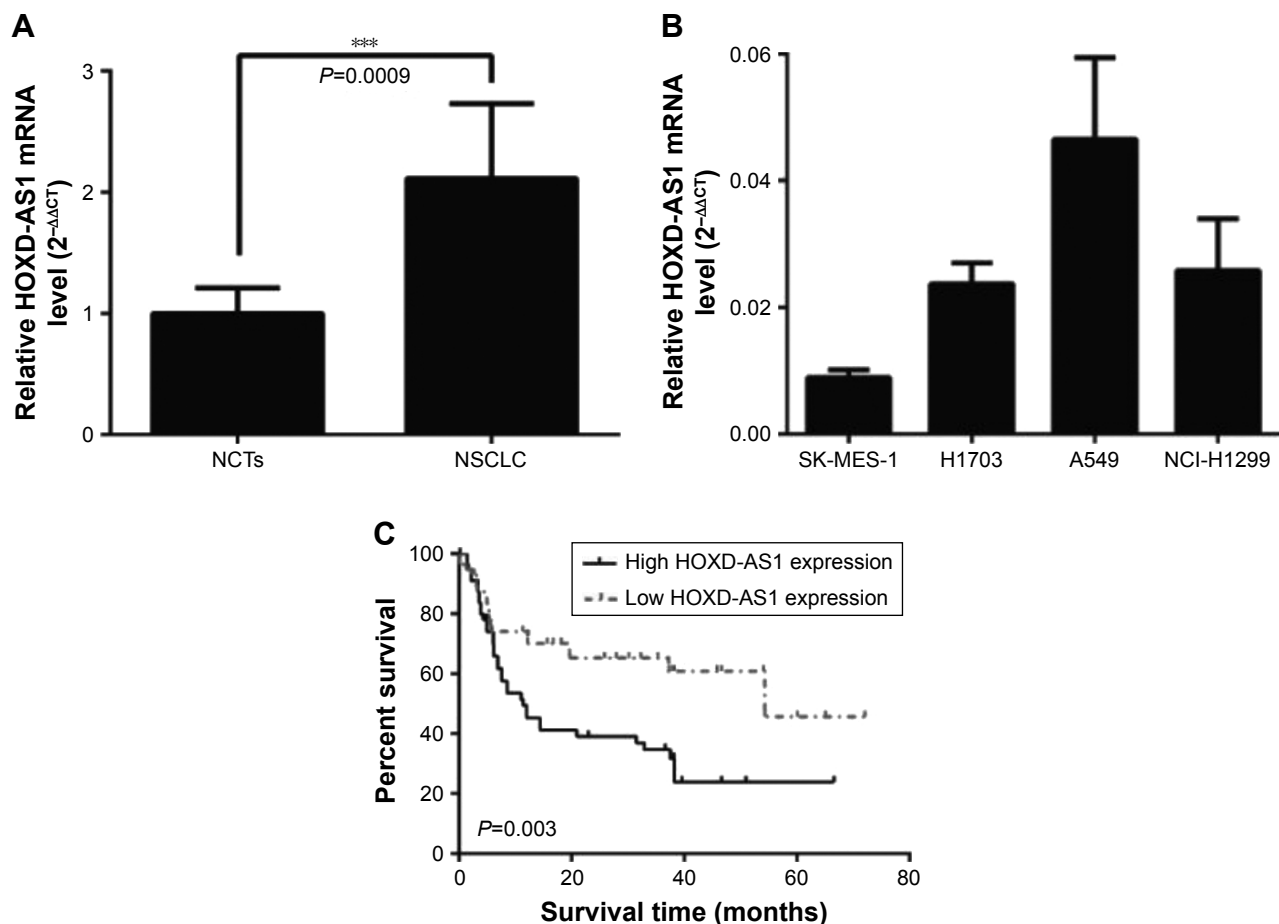 A
Relative HOXD-AS1 mRNA
level (2−ΔΔCT)
3
2
1
0
***
P=0.0009
NCTs
NSCLC
B
Relative HOXD-AS1 mRNA
level (2−ΔΔCT)
0.06
0.04
0.02
0.00
SK-MES-1
H1703
A549
NCI-H1299
C
Percent survival
100
80
60
40
20
0
High HOXD-AS1 expression
Low HOXD-AS1 expression
P=0.003
0
20
40
60
80
Survival time (months)